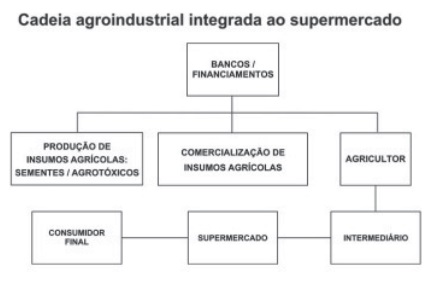 Cadeia agroindustrial integrada ao supermercado
BANCOS /
FINANCIAMENTOS
PRODUÇÃO DE
INSUMOS AGRÍCOLAS:
SEMENTES / AGROTÓXICOS
COMERCIALIZAÇÃO DE
INSUMOS AGRÍCOLAS
AGRICULTOR
CONSUMIDOR
FINAL
SUPERMERCADO
INTERMEDIÁRIO